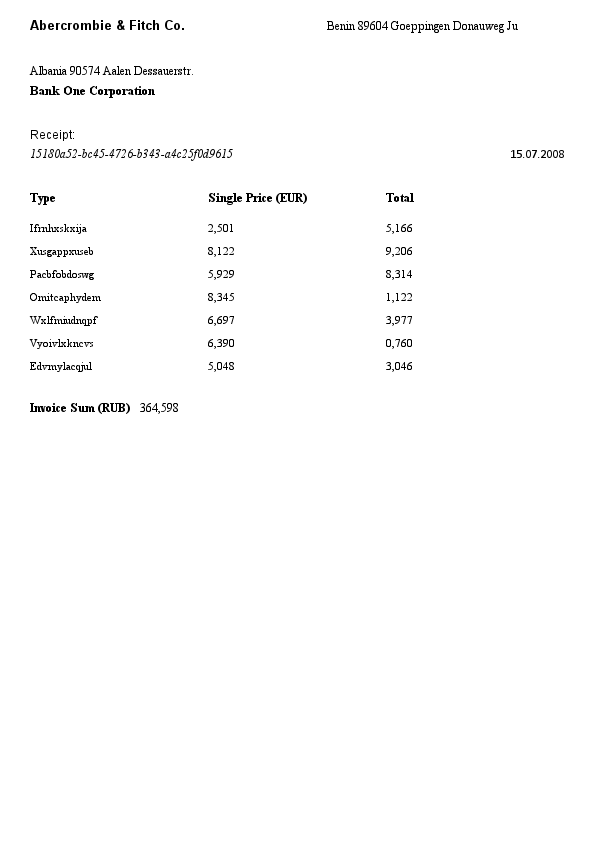 Abercrombie & Fitch Co. Benin 89604 Goeppingen Donauweg Ju
Albania 90574 Aalen Dessauerstr.
Bank One Corporation
Receipt:
15180a52-bc45-4726-b343-a4c25f0d9615 15.07.2008
Type Single Price (EUR) Total
Ifrnhxskxija 2,501 5,166
Xusgappxuseb 8,122 9,206
Pacbfobdoswg 5,929 8,314
Omitcaphydem 8,345 1,122
Wxlfmiudnqpf 6,697 3,977
Vyoivlxkncvs 6,390 0,760
Edvmylacqjul 5,048 3,046
Invoice Sum (RUB) 364,598